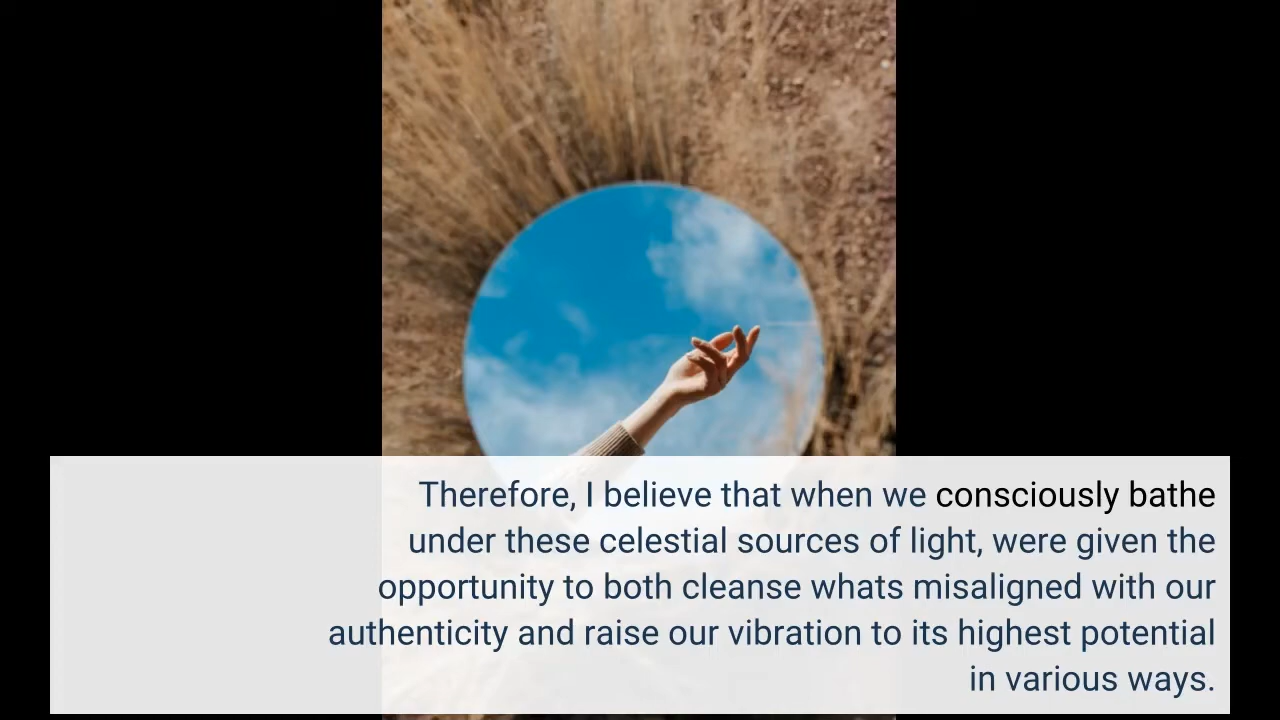 Therefore, I believe that when we consciously bathe
under these celestial sources of light, were given the
opportunity to both cleanse whats misaligned with our
authenticity and raise our vibration to its highest potential
in various ways.